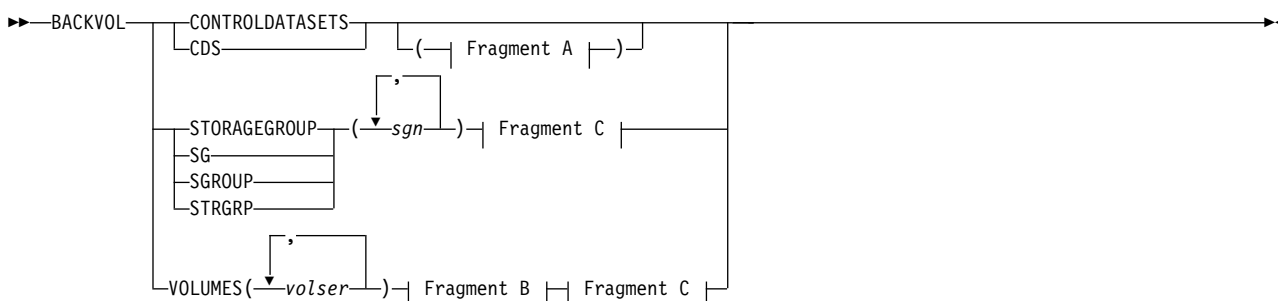 BACKVOL CONTROLDATASETS
CDS ( Fragment A )
,
STORAGEGROUP ( sgn ) Fragment C
SG
SGROUP
STRGRP
,
VOLUMES( volser ) Fragment B Fragment C